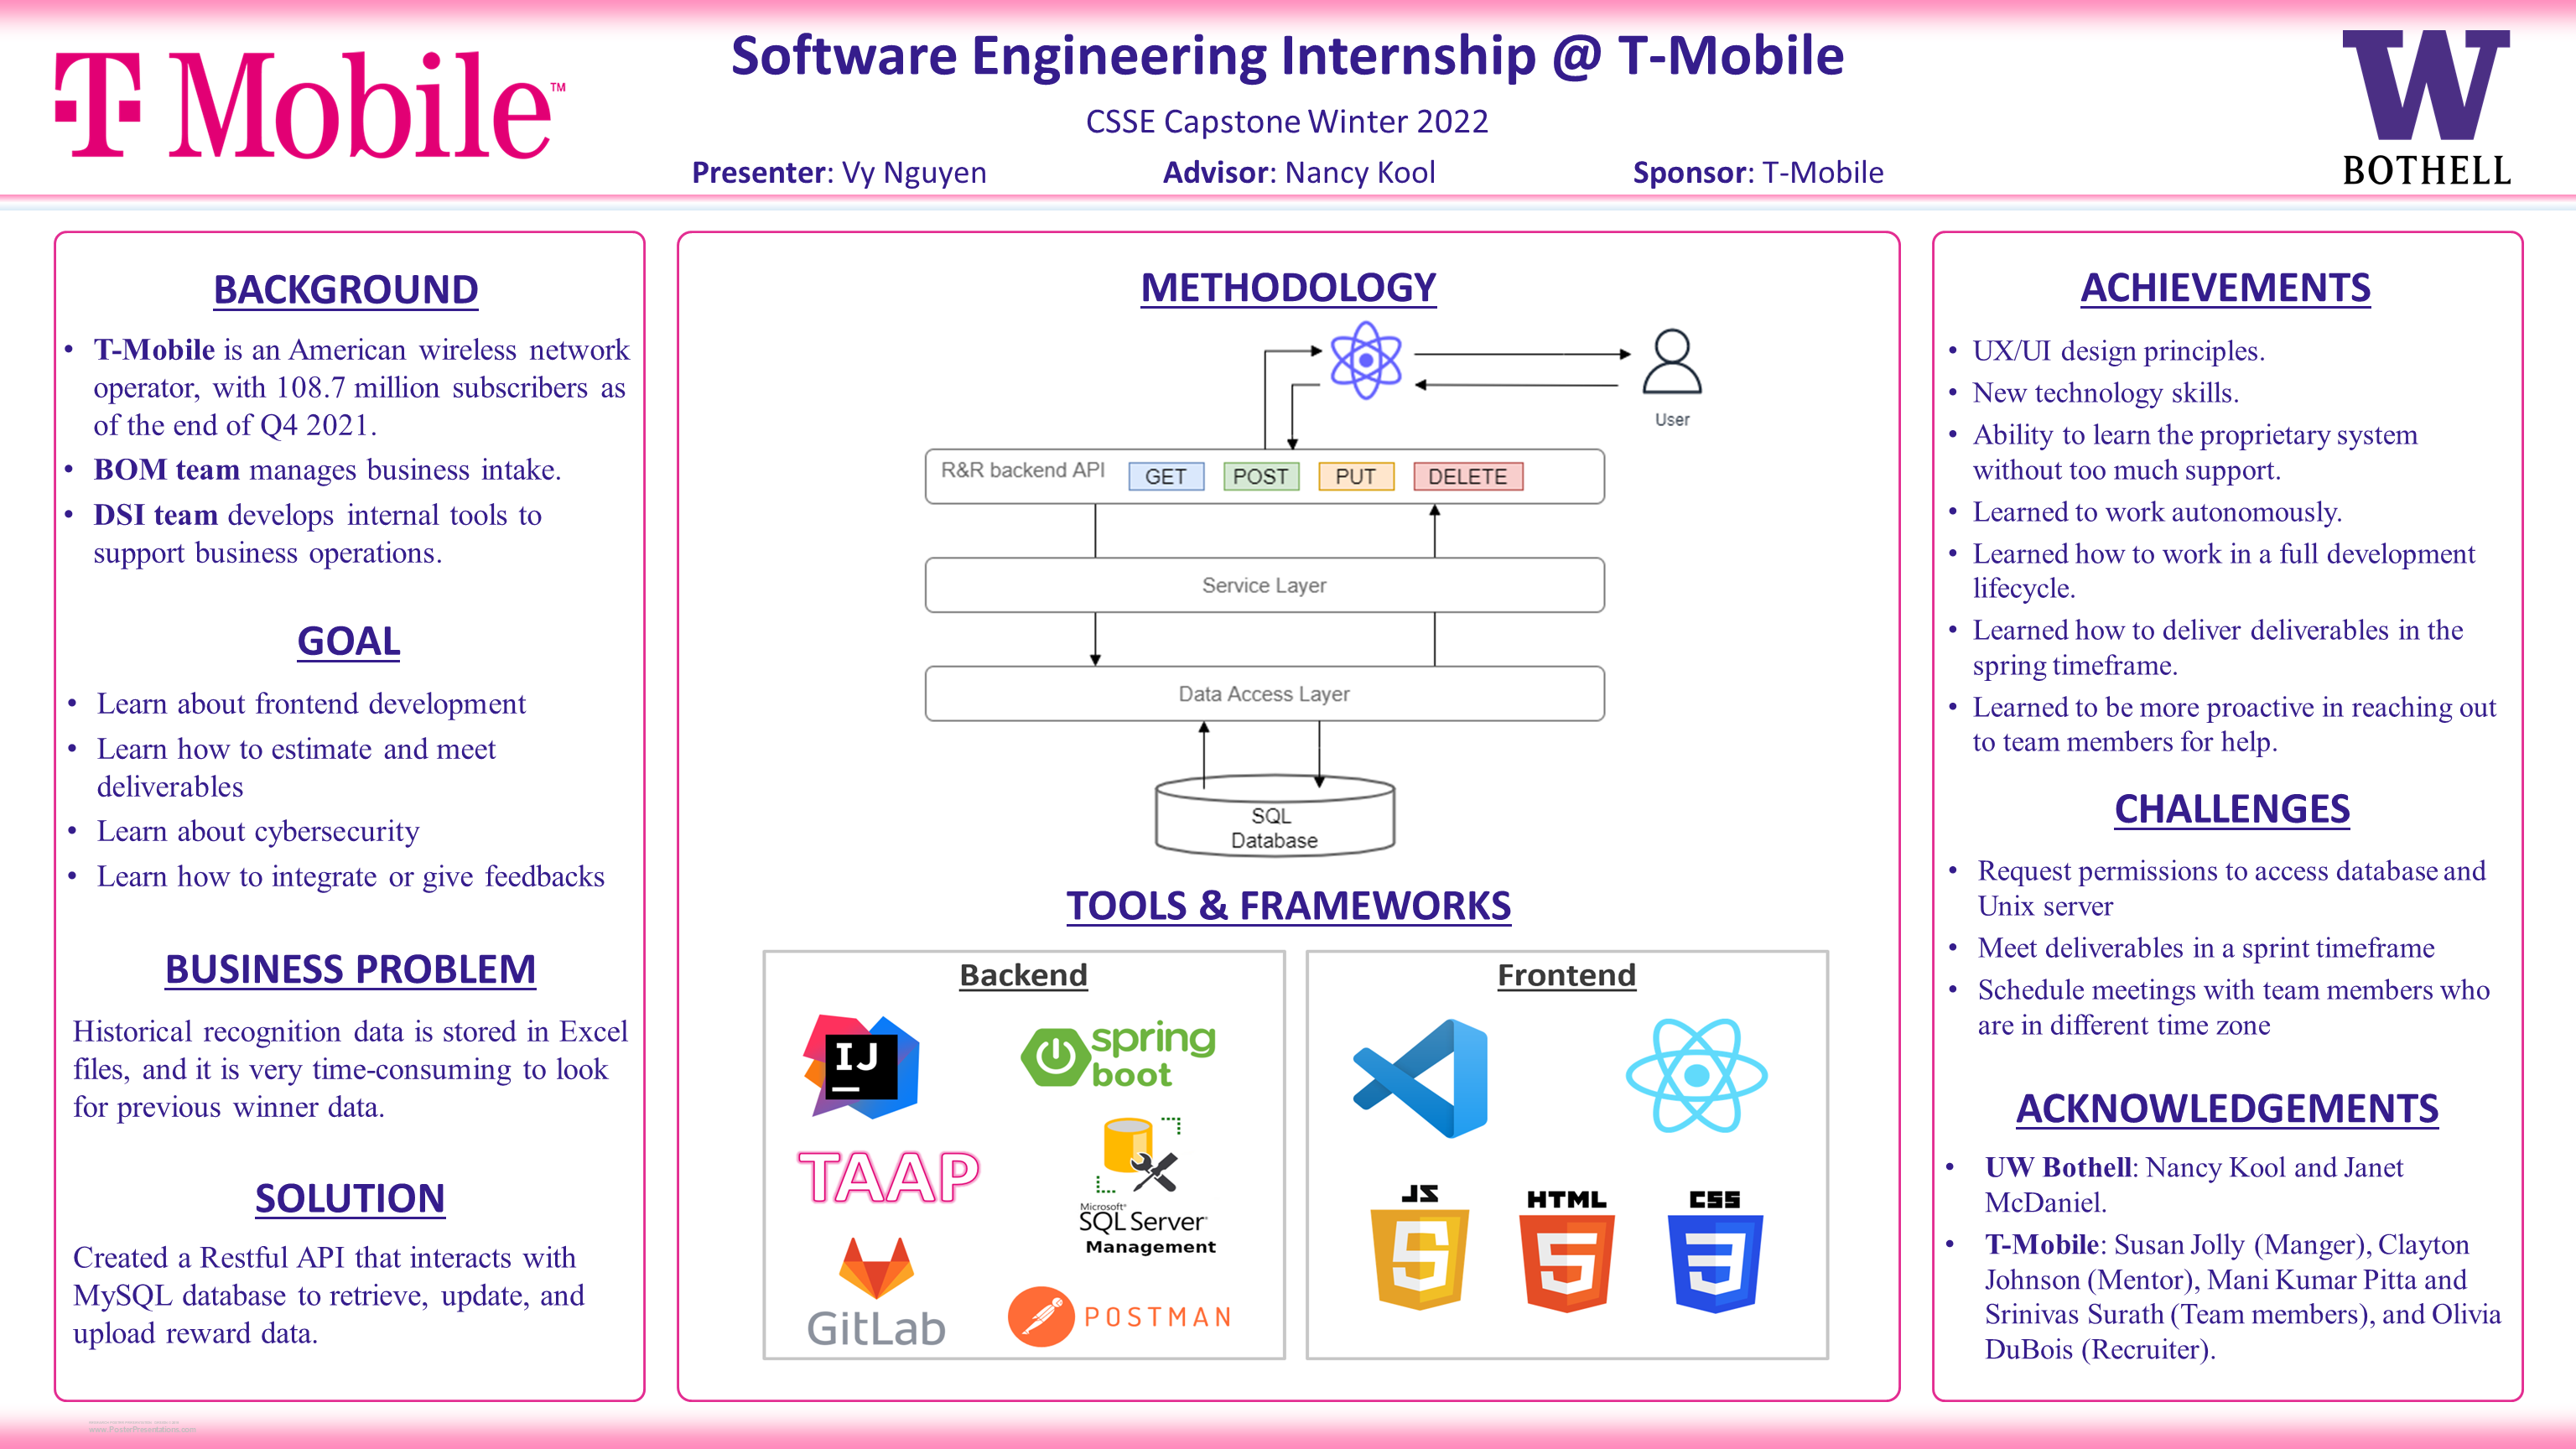 T Mobile™
Software Engineering Internship @ T-Mobile
CSSE Capstone Winter 2022
Presenter: Vy Nguyen
Advisor: Nancy Kool
Sponsor: T-Mobile
W
BOTHELL
BACKGROUND
• T-Mobile is an American wireless network
operator, with 108.7 million subscribers as
of the end of Q4 2021.
• BOM team manages business intake.
• DSI team develops internal tools to
support business operations.
GOAL
• Learn about frontend development
• Learn how to estimate and meet
deliverables
• Learn about cybersecurity
• Learn how to integrate or give feedbacks
BUSINESS PROBLEM
Historical recognition data is stored in Excel
files, and it is very time-consuming to look
for previous winner data.
SOLUTION
Created a Restful API that interacts with
MySQL database to retrieve, update, and
upload reward data.
METHODOLOGY
User
R&R backend API GET POST PUT DELETE
Service Layer
Data Access Layer
SQL
Database
TOOLS & FRAMEWORKS
Backend
IJ
spring
boot
TAAP
Microsoft®
SQL Server®
Management
GitLab
POSTMAN
Frontend
JS
HTML
5
CSS
3
ACHIEVEMENTS
• UX/UI design principles.
• New technology skills.
• Ability to learn the proprietary system
without too much support.
• Learned to work autonomously.
• Learned how to work in a full development
lifecycle.
• Learned how to deliver deliverables in the
spring timeframe.
• Learned to be more proactive in reaching out
to team members for help.
CHALLENGES
• Request permissions to access database and
Unix server
• Meet deliverables in a sprint timeframe
• Schedule meetings with team members who
are in different time zone
ACKNOWLEDGEMENTS
• UW Bothell: Nancy Kool and Janet
McDaniel.
• T-Mobile: Susan Jolly (Manger), Clayton
Johnson (Mentor), Mani Kumar Pitta and
Srinivas Surath (Team members), and Olivia
DuBois (Recruiter).
www.PosterPresentations.com